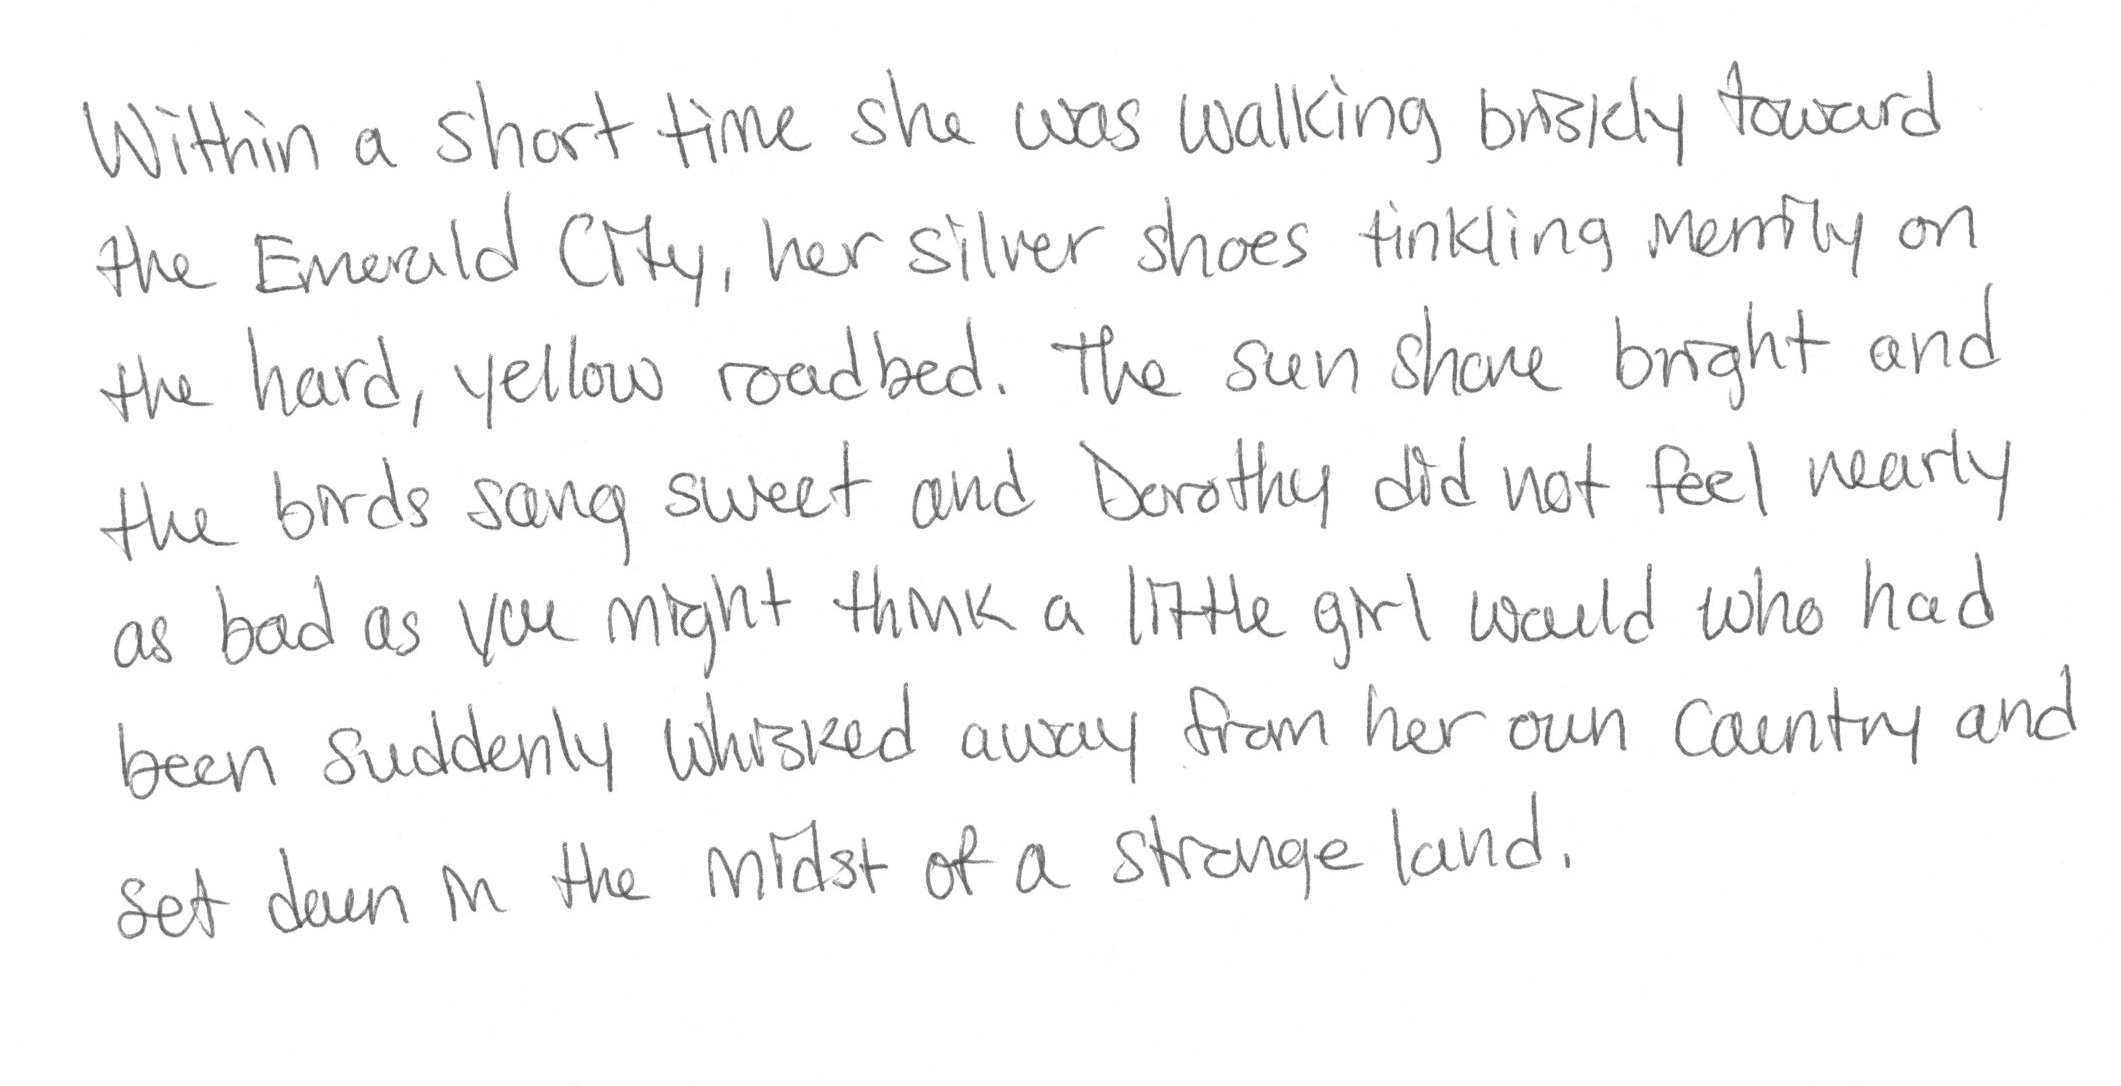 Within a short time she was walking briskly toward
the Emerald City, her silver shoes tinkling merrily on
the hard, yellow roadbed. The sun shone bright and
the birds sang sweet and Dorothy did not feel nearly
as bad as you might think a little girl would who had
been suddenly whisked away from her own country and
set down in the midst of a strange land.